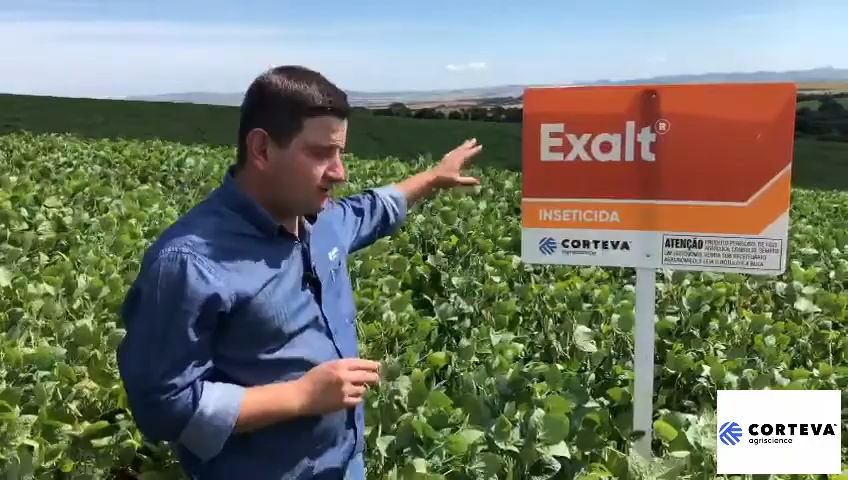 Exalt®
INSETICIDA
CORTEVA
agriscience
ATENÇÃO
CORTEVA
agriscience